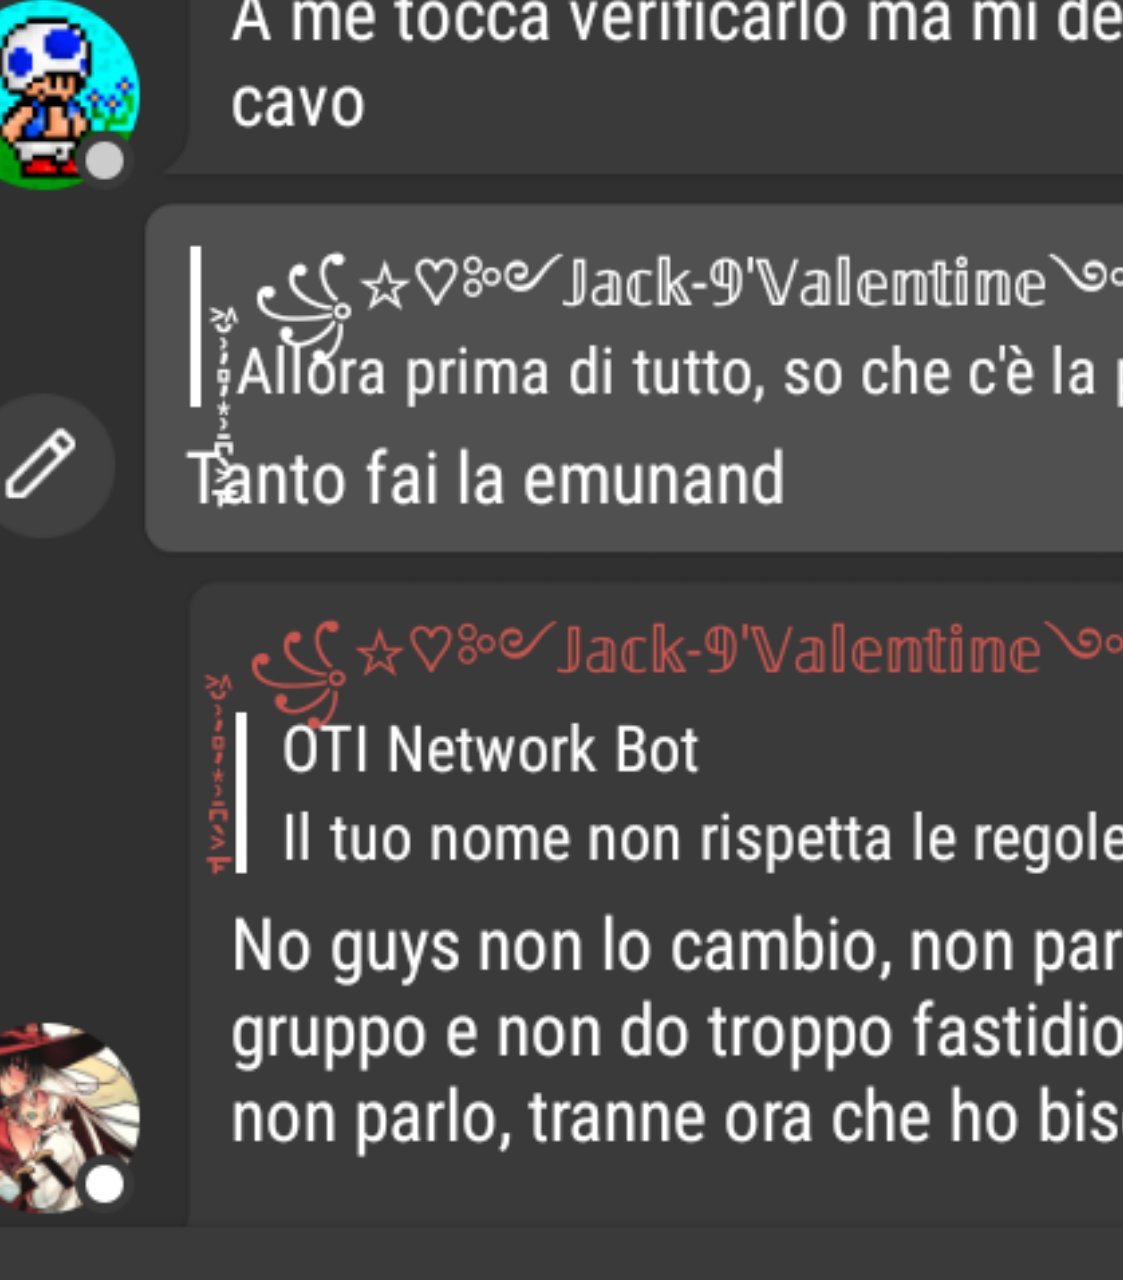 A me tocca verificarlo ma mi de
cavo
☆♡Jack-9'Valentine
Allora prima di tutto, so che c'è la
Tanto fai la emunand
☆♡Jack-9'Valentine
OTI Network Bot
Il tuo nome non rispetta le regole
No guys non lo cambio, non par
gruppo e non do troppo fastidio
non parlo, tranne ora che ho bis